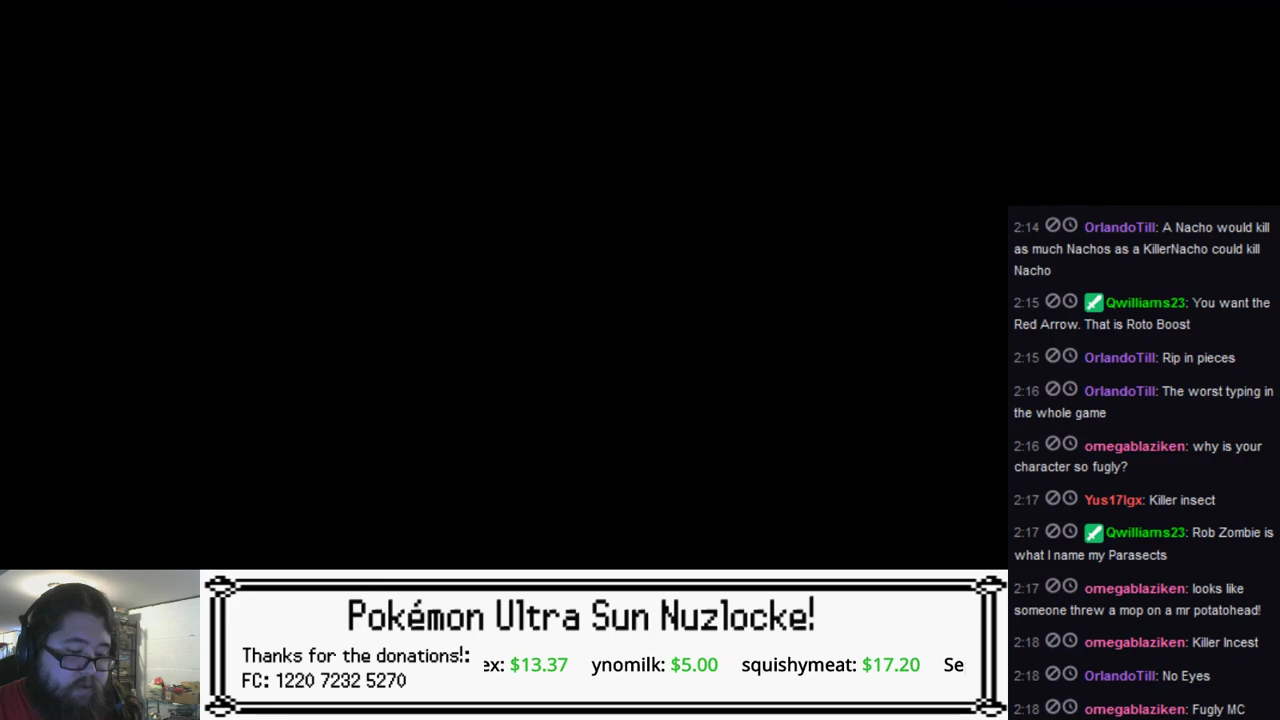 2:14 OrlandoTill: A Nacho would kill
as much Nachos as a KillerNacho could kill
Nacho
2:15 Qwilliams23: You want the
Red Arrow. That is Roto Boost
2:15 OrlandoTill: Rip in pieces
2:16 OrlandoTill: The worst typing in
the whole game
2:16 omegablaziken: why is your
character so fugly?
2:17 Yus17lgx: Killer insect
2:17 Qwilliams23: Rob Zombie is
what I name my Parasects
2:17 omegablaziken: looks like
someone threw a mop on a mr potatohead!
2:18 omegablaziken: Killer Incest
2:18 OrlandoTill: No Eyes
2:18 omegablaziken: Fugly MC
Pokémon Ultra Sun Nuzlocke!
Thanks for the donations!:
ex: $13.37 ynomilk: $5.00 squishymeat: $17.20 Se
FC: 1220 7232 5270